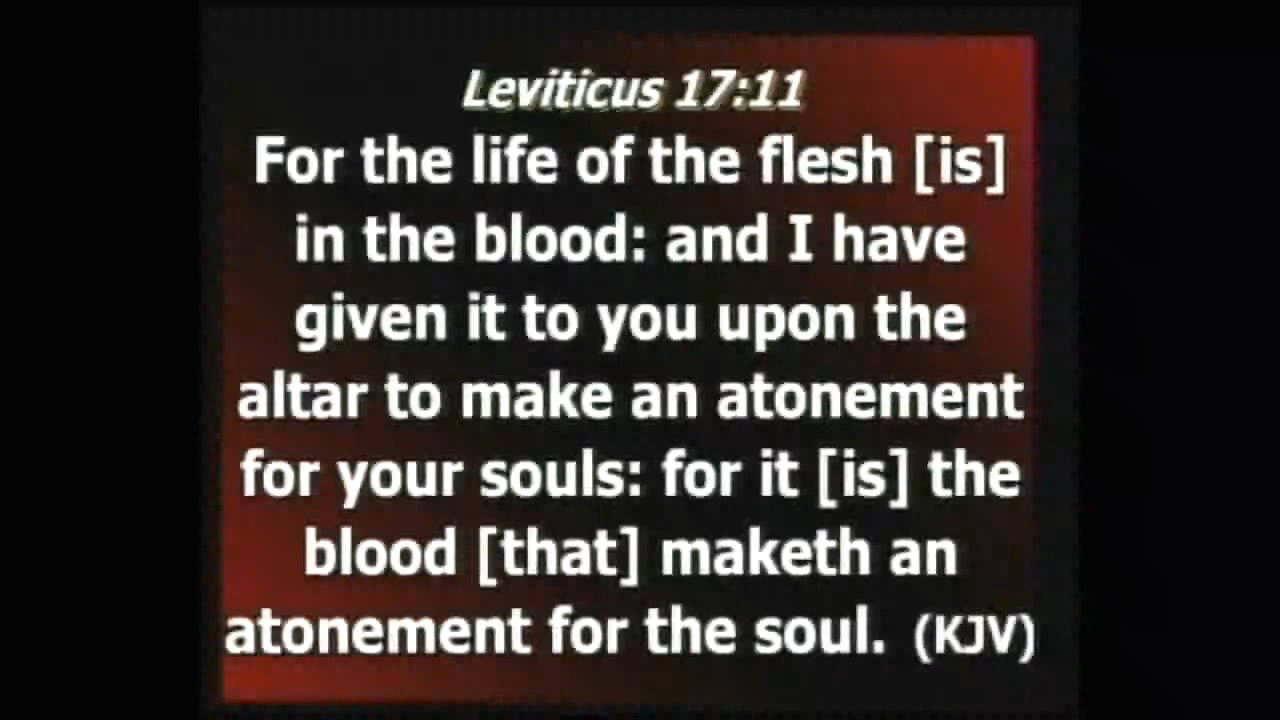 Leviticus 17:11
For the life of the flesh [is]
in the blood: and I have
given it to you upon the
altar to make an atonement
for your souls: for it [is] the
blood [that] maketh an
atonement for the soul. (KJV)